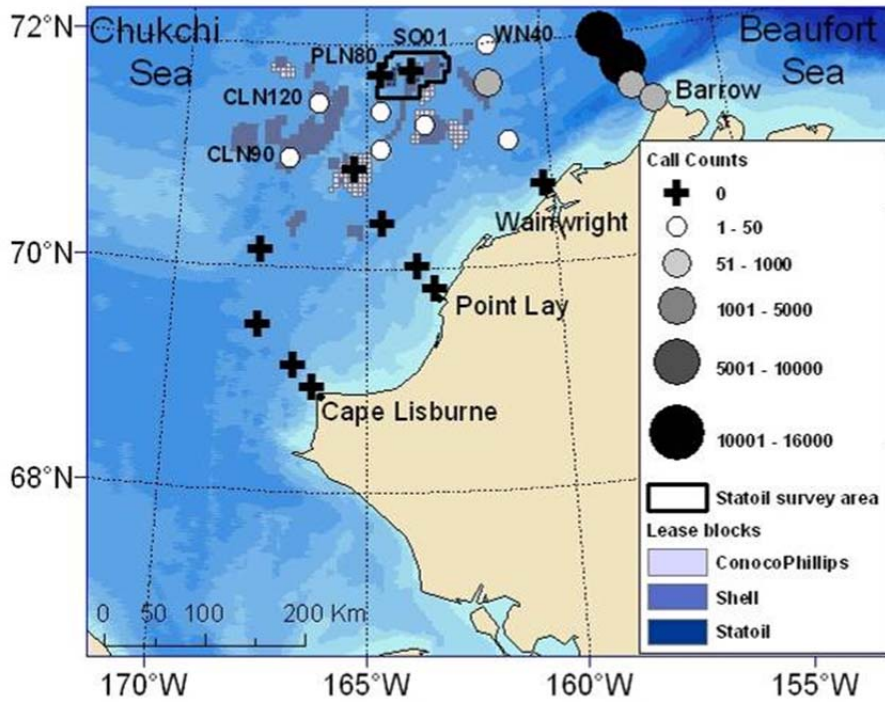 72°N
Chukchi
Sea
SO01
WN40
Beaufort
Sea
PLN80
CLN120
Barrow
CLN90
Wainwright
70°N
Point Lay
Cape Lisburne
68°N
0 50 100 200 Km
Call Counts
0
1 - 50
51 - 1000
1001 - 5000
5001 - 10000
10001 - 16000
Statoil survey area
Lease blocks
ConocoPhillips
Shell
Statoil
170°W 165°W 160°W 155°W